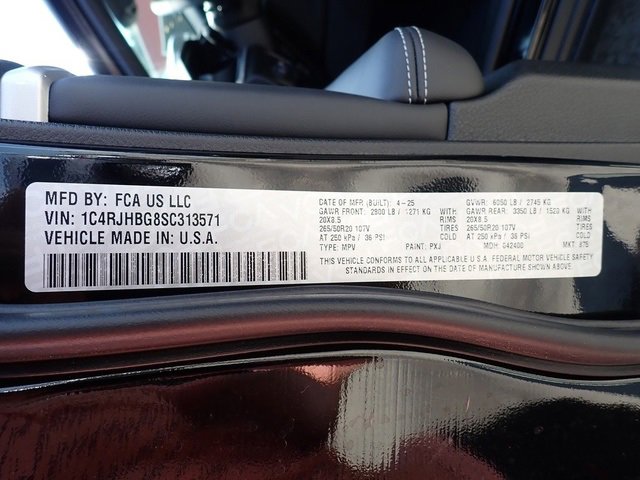 MFD BY: FCA US LLC
VIN: 1C4RJHBG8SC313571
VEHICLE MADE IN: U.S.A.
DATE OF MFR (BUILT): 4-25 GVWR: 6050 LB / 2745 KG
GAWR FRONT: 2800 LB / 1271 KG WITH GAWR REAR: 3350 LB / 1520 KG WITH
20X8.5 TIRES 20X8.5 TIRES
265/50R20 107V RIMS 265/50R20 107V
AT 250 kPa / 36 PSI COLD AT 250 kPa / 36 PSI COLD
TYPE: MPV PAINT: PXJ MDH: 042400 MKT: 875
THIS VEHICLE CONFORMS TO ALL APPLICABLE U.S.A. FEDERAL MOTOR VEHICLE SAFETY
STANDARDS IN EFFECT ON THE DATE OF MANUFACTURE SHOWN ABOVE.